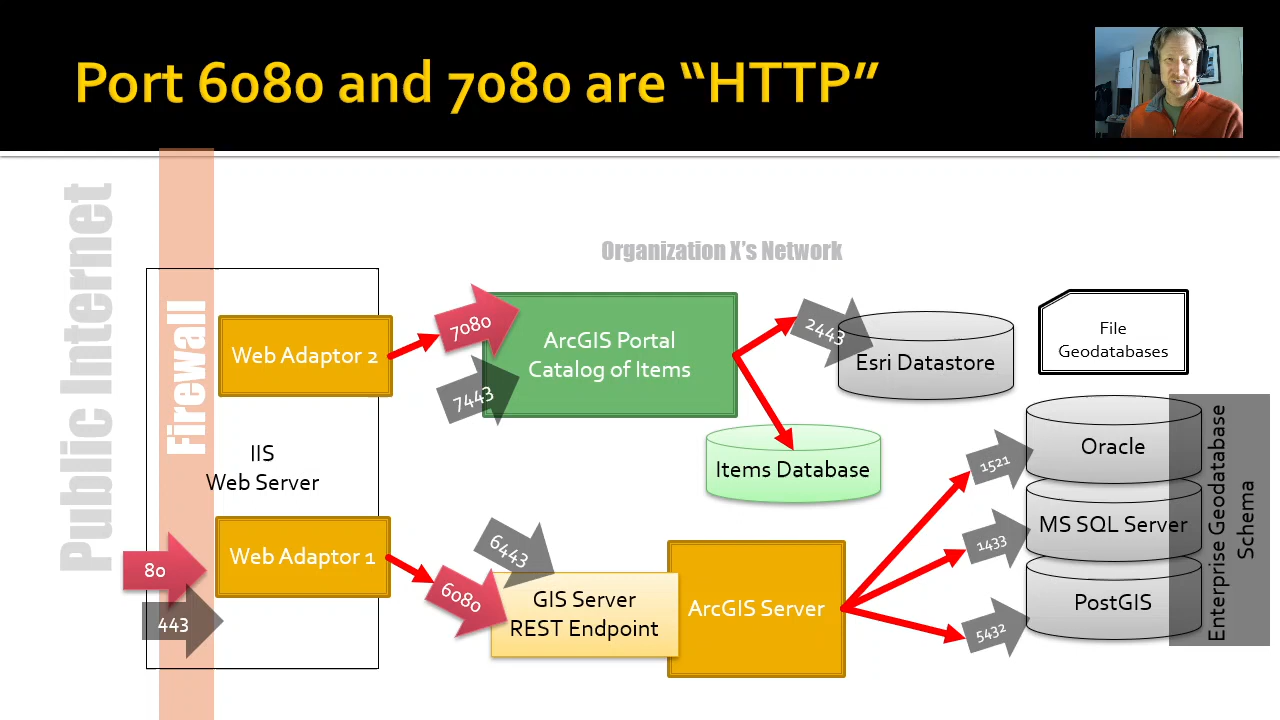 Port 6080 and 7080 are “HTTP”
Public Internet
Firewall
Organization X's Network
Web Adaptor 2
7080
7443
ArcGIS Portal
Catalog of Items
2443
Esri Datastore
File
Geodatabases
IIS
Web Server
Items Database
80
443
Web Adaptor 1
6443
6080
GIS Server
REST Endpoint
ArcGIS Server
1521
1433
5432
Oracle
MS SQL Server
PostGIS
Enterprise Geodatabase
Schema